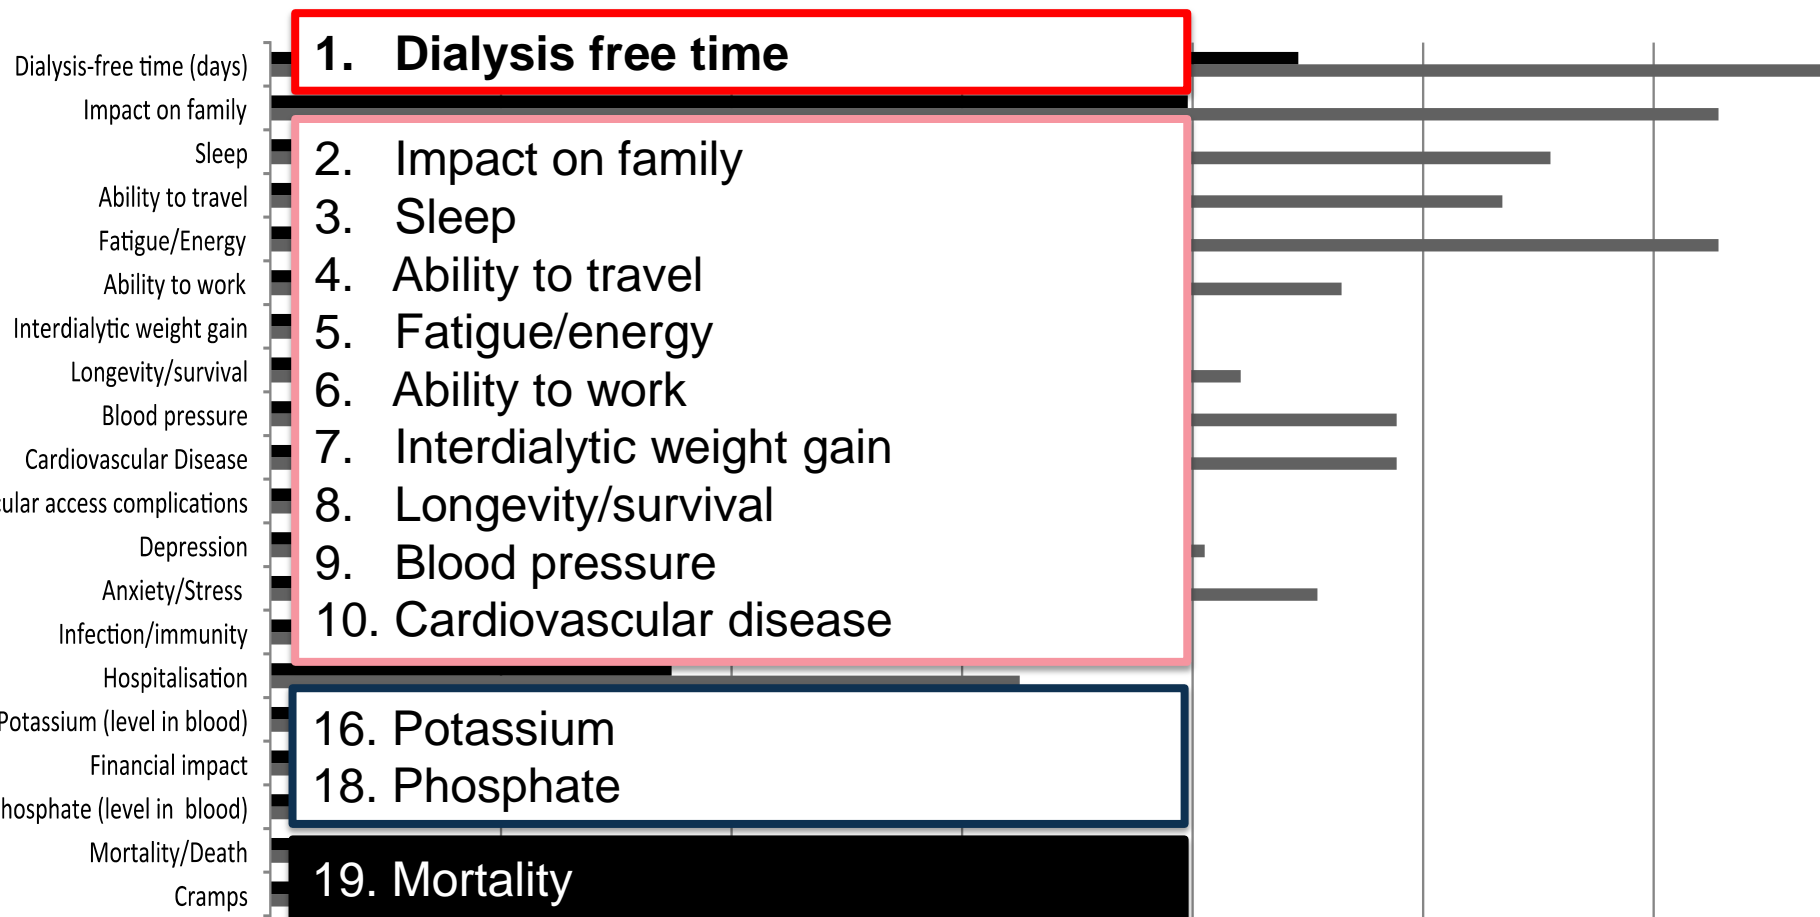 Dialysis-free time (days)
Impact on family
Sleep
Ability to travel
Fatigue/Energy
Ability to work
Interdialytic weight gain
Longevity/survival
Blood pressure
Cardiovascular Disease
cular access complications
Depression
Anxiety/Stress
Infection/immunity
Hospitalisation
Potassium (level in blood)
Financial impact
hosphate (level in blood)
Mortality/Death
Cramps
1. Dialysis free time
2. Impact on family
3. Sleep
4. Ability to travel
5. Fatigue/energy
6. Ability to work
7. Interdialytic weight gain
8. Longevity/survival
9. Blood pressure
10. Cardiovascular disease
16. Potassium
18. Phosphate
19. Mortality